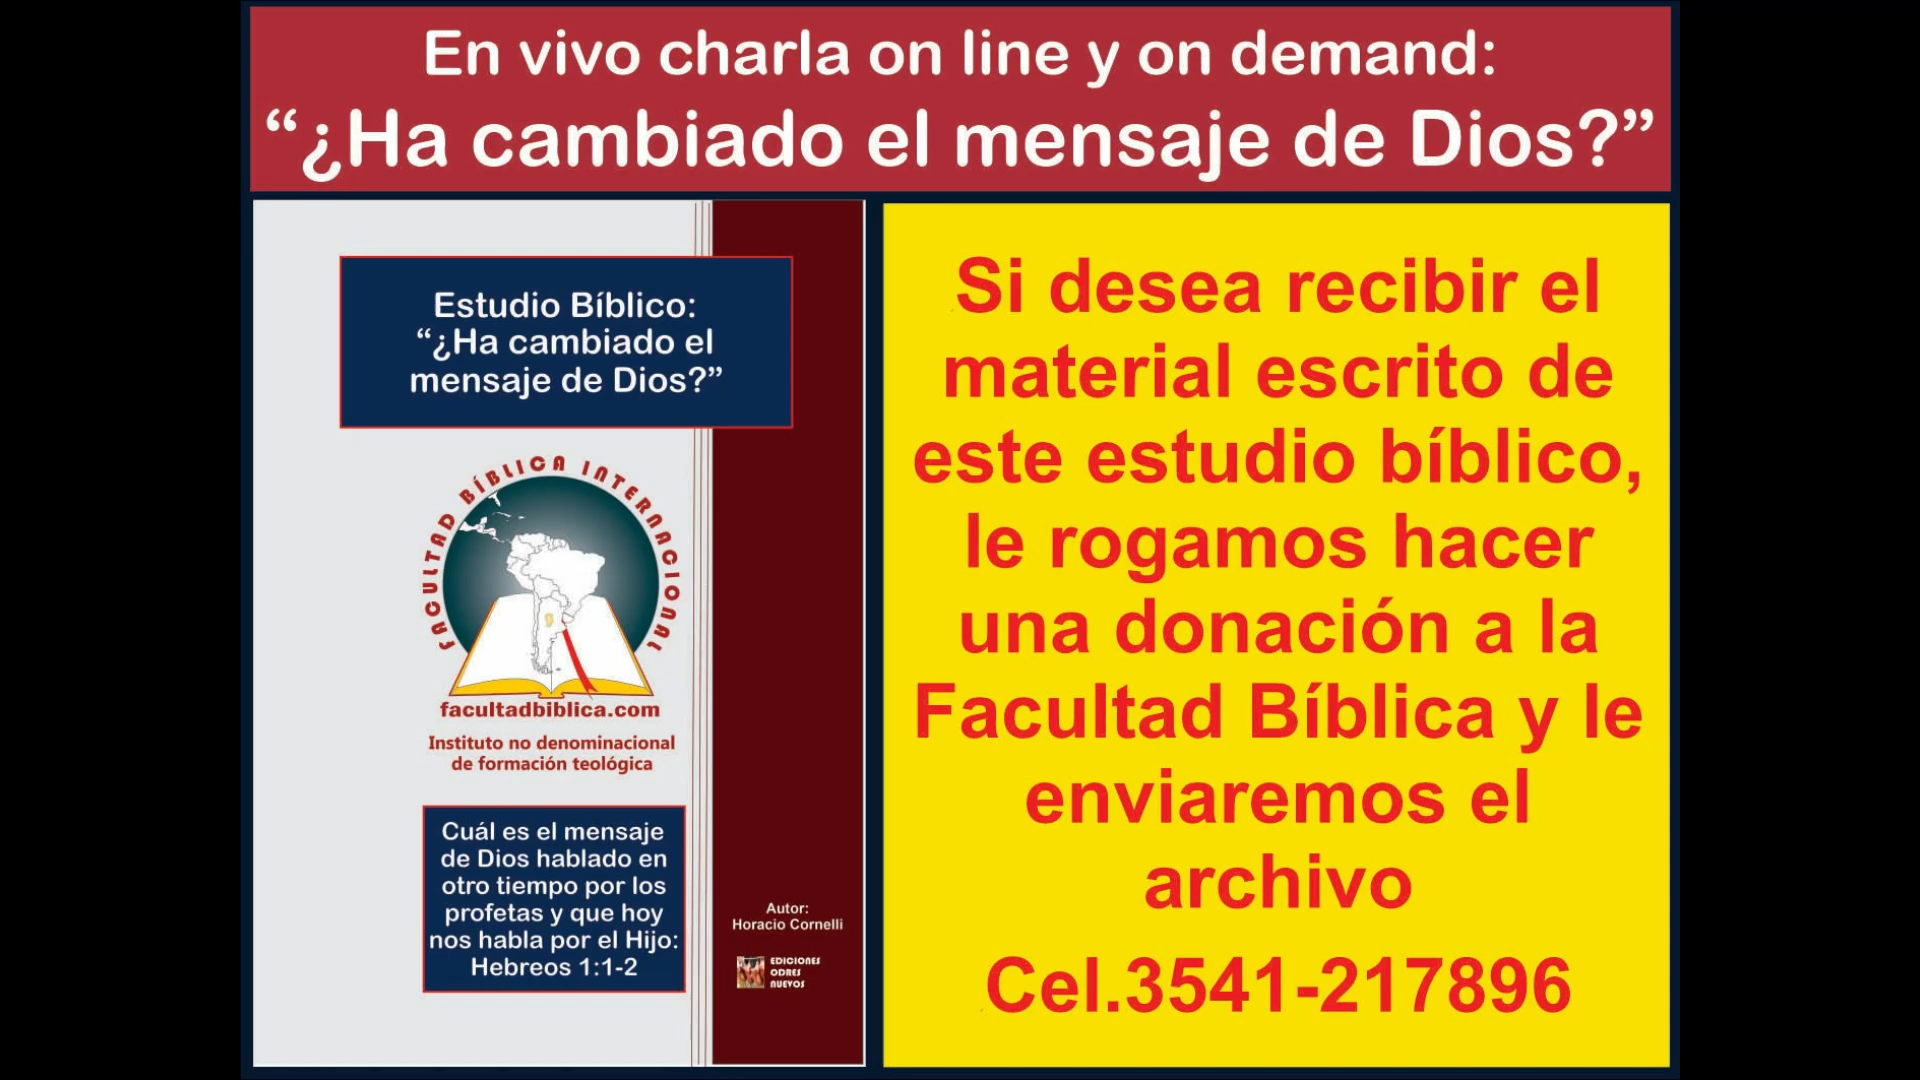 En vivo charla on line y on demand:
“¿Ha cambiado el mensaje de Dios?”
Estudio Bíblico:
“¿Ha cambiado el
mensaje de Dios?”
FACULTAD BÍBLICA INTERNACIONAL
facultadbiblica.com
Instituto no denominacional
de formación teológica
Cuál es el mensaje
de Dios hablado en
otro tiempo por los
profetas y que hoy
nos habla por el Hijo:
Hebreos 1:1-2
Autor:
Horacio Cornelli
EDICIONES
ODRES
NUEVOS
Si desea recibir el
material escrito de
este estudio bíblico,
le rogamos hacer
una donación a la
Facultad Bíblica y le
enviaremos el
archivo
Cel.3541-217896